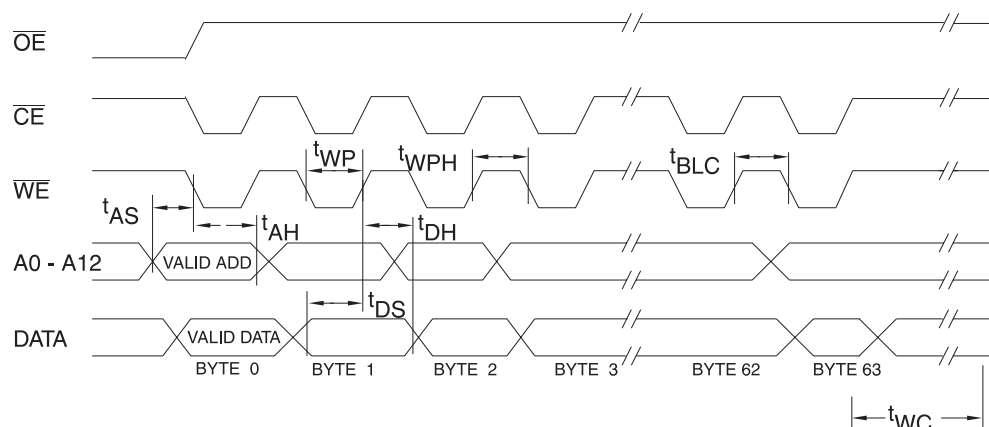 OE
CE
tWP
tWPH
tBLC
WE
tAS
tAH
tDH
A0 - A12
VALID ADD
tDS
DATA
VALID DATA
BYTE 0
BYTE 1
BYTE 2
BYTE 3
BYTE 62
BYTE 63
tWC